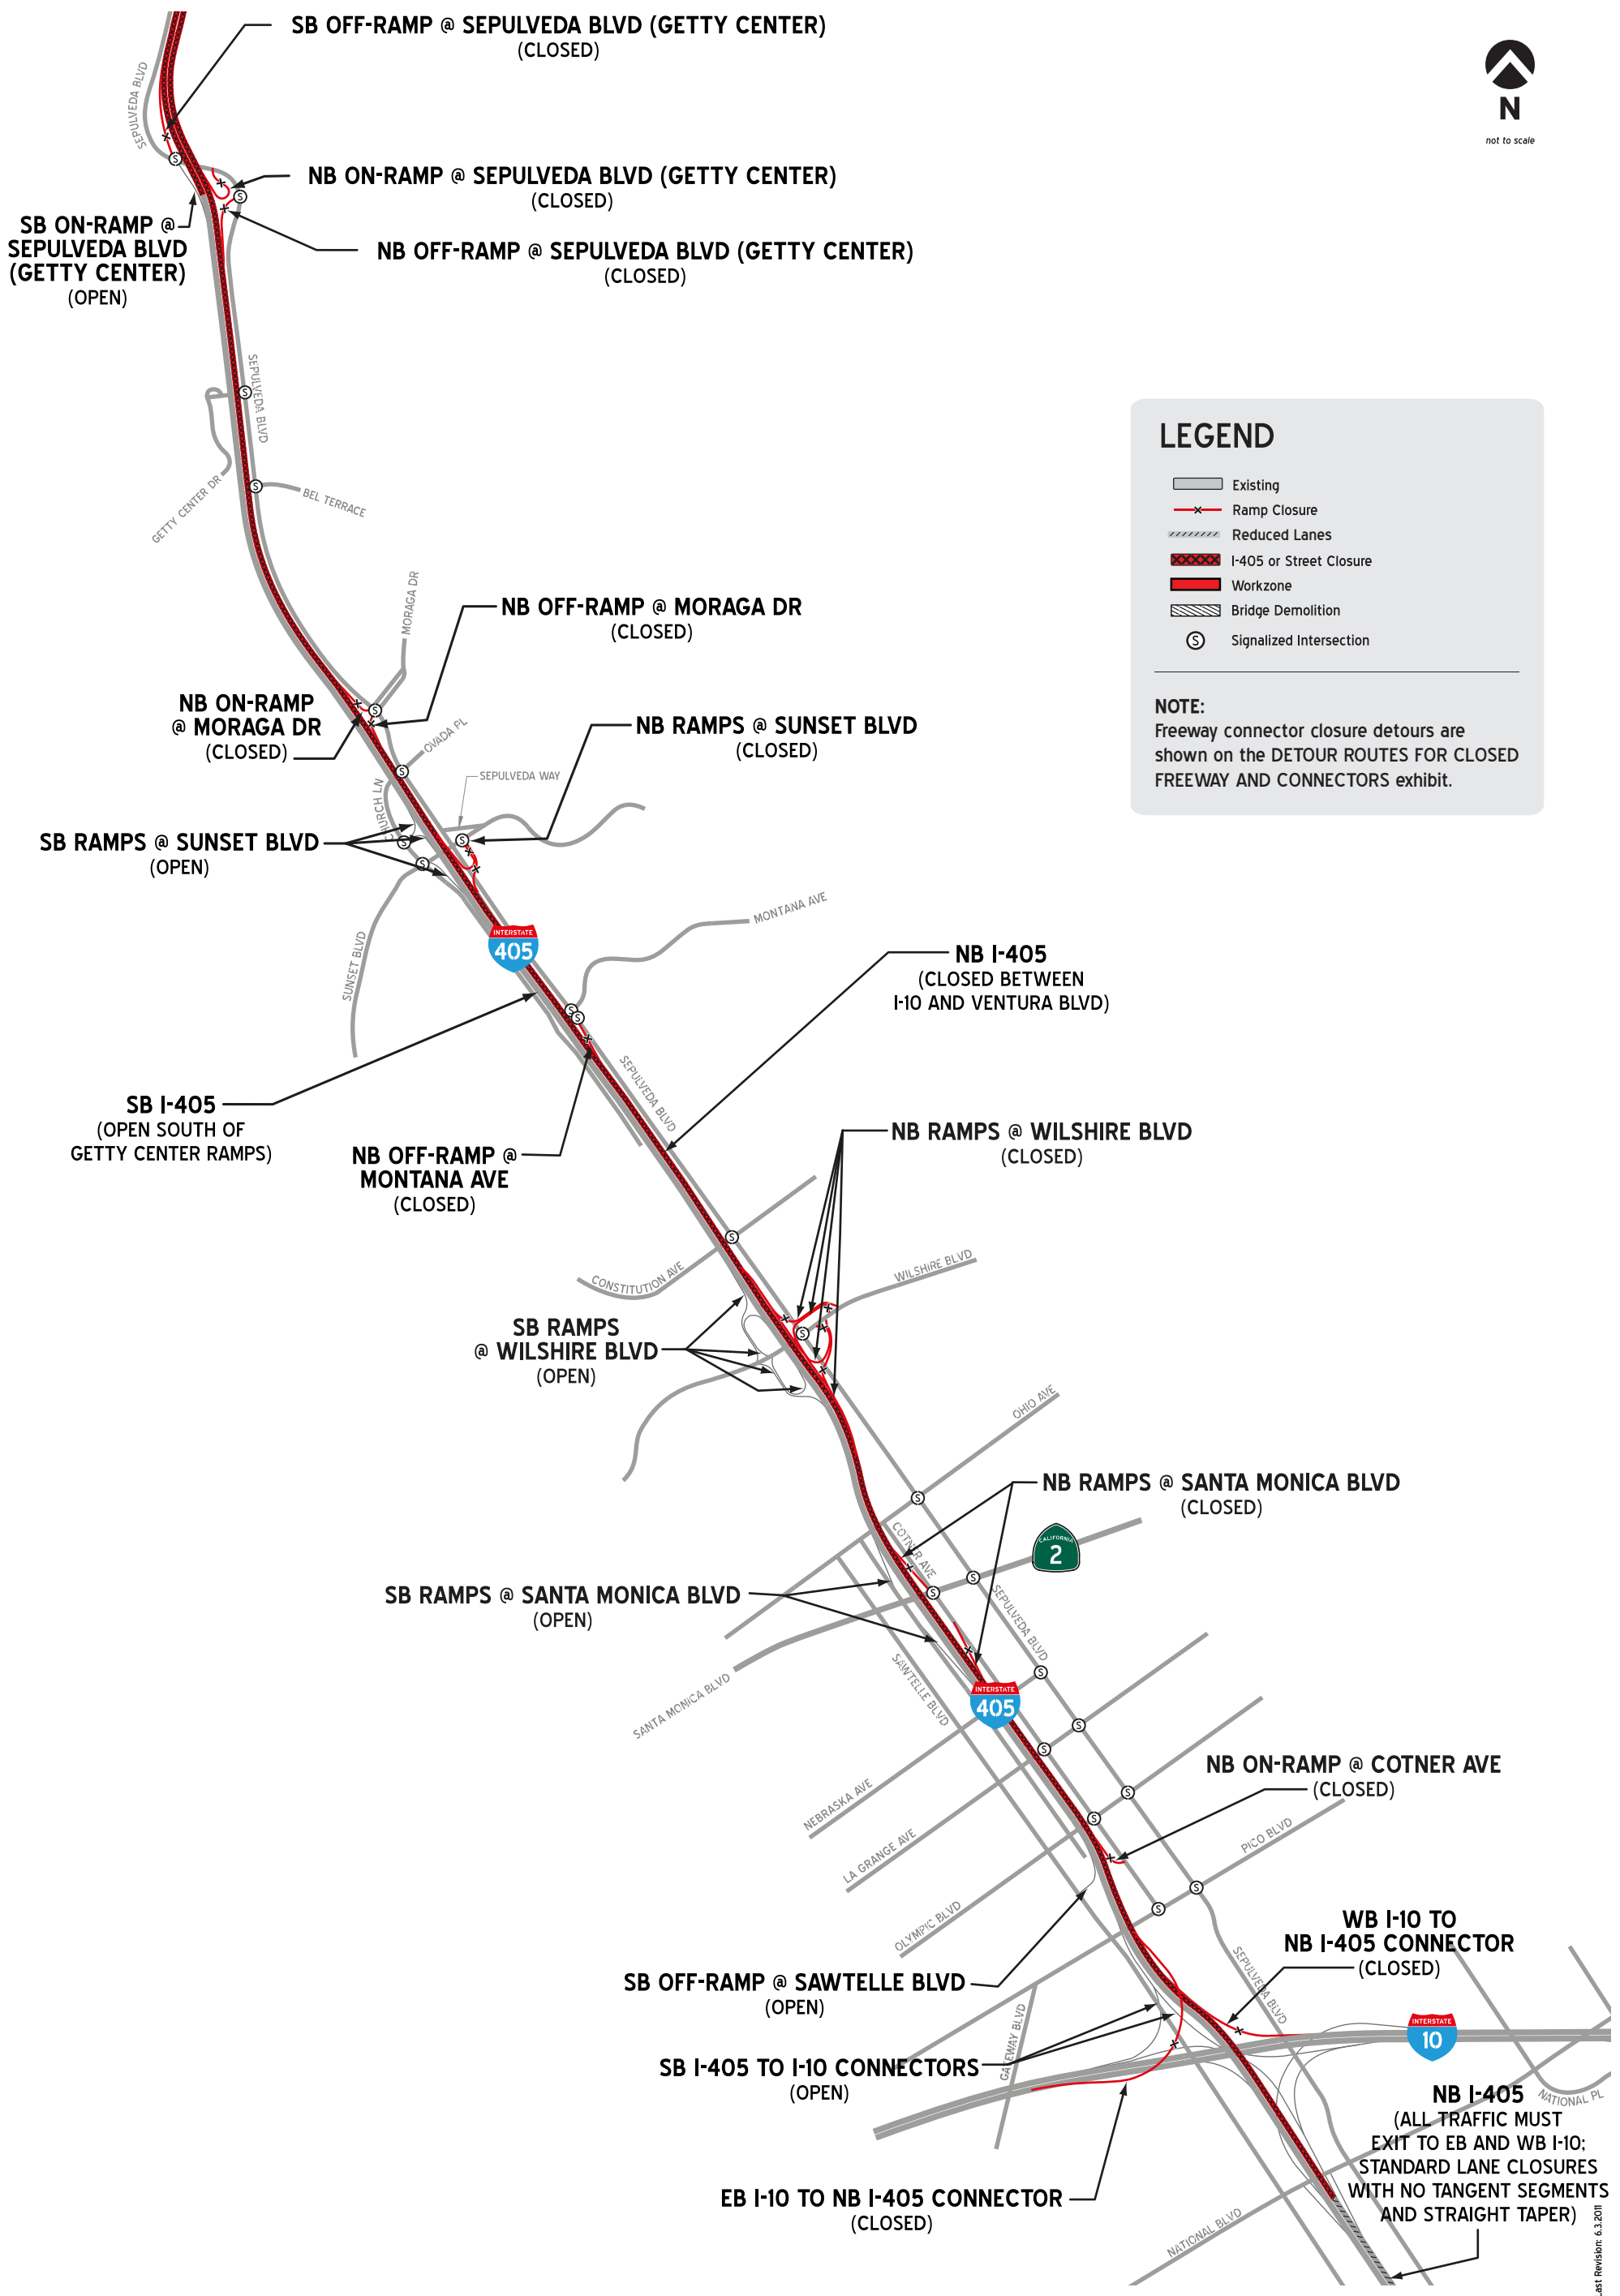 SB OFF-RAMP @ SEPULVEDA BLVD (GETTY CENTER)
(CLOSED)
N
not to scale
SEPULVEDA BLVD
NB ON-RAMP @ SEPULVEDA BLVD (GETTY CENTER)
(CLOSED)
SB ON-RAMP @
SEPULVEDA BLVD
(GETTY CENTER)
(OPEN)
NB OFF-RAMP @ SEPULVEDA BLVD (GETTY CENTER)
(CLOSED)
S
S
SEPULVEDA BLVD
S
GETTY CENTER DR
S
BEL TERRACE
LEGEND
Existing
Ramp Closure
Reduced Lanes
I-405 or Street Closure
Workzone
Bridge Demolition
S
Signalized Intersection
NOTE:
Freeway connector closure detours are
shown on the DETOUR ROUTES FOR CLOSED
FREEWAY AND CONNECTORS exhibit.
MORAGA DR
NB OFF-RAMP @ MORAGA DR
(CLOSED)
NB ON-RAMP
@ MORAGA DR
(CLOSED)
S
OVADA PL
S
NB RAMPS @ SUNSET BLVD
(CLOSED)
SEPULVEDA WAY
CHURCH LN
SB RAMPS @ SUNSET BLVD
(OPEN)
S
S
S
SUNSET BLVD
INTERSTATE
405
MONTANA AVE
NB I-405
(CLOSED BETWEEN
I-10 AND VENTURA BLVD)
S
S
SEPULVEDA BLVD
SB I-405
(OPEN SOUTH OF
GETTY CENTER RAMPS)
NB OFF-RAMP @
MONTANA AVE
(CLOSED)
NB RAMPS @ WILSHIRE BLVD
(CLOSED)
S
CONSTITUTION AVE
WILSHIRE BLVD
SB RAMPS
@ WILSHIRE BLVD
(OPEN)
S
OHIO AVE
NB RAMPS @ SANTA MONICA BLVD
(CLOSED)
S
COTNER AVE
CALIFORNIA
2
SB RAMPS @ SANTA MONICA BLVD
(OPEN)
S
S
SEPULVEDA BLVD
SANTA MONICA BLVD
SAWTELLE BLVD
S
INTERSTATE
405
S
S
NB ON-RAMP @ COTNER AVE
(CLOSED)
NEBRASKA AVE
S
S
LA GRANGE AVE
PICO BLVD
S
S
OLYMPIC BLVD
WB I-10 TO
NB I-405 CONNECTOR
(CLOSED)
SEPULVEDA BLVD
SB OFF-RAMP @ SAWTELLE BLVD
(OPEN)
GATEWAY BLVD
INTERSTATE
10
SB I-405 TO I-10 CONNECTORS
(OPEN)
NATIONAL PL
NB I-405
(ALL TRAFFIC MUST
EXIT TO EB AND WB I-10;
STANDARD LANE CLOSURES
WITH NO TANGENT SEGMENTS
AND STRAIGHT TAPER)
EB I-10 TO NB I-405 CONNECTOR
(CLOSED)
NATIONAL BLVD
Last Revision: 6.3.2011